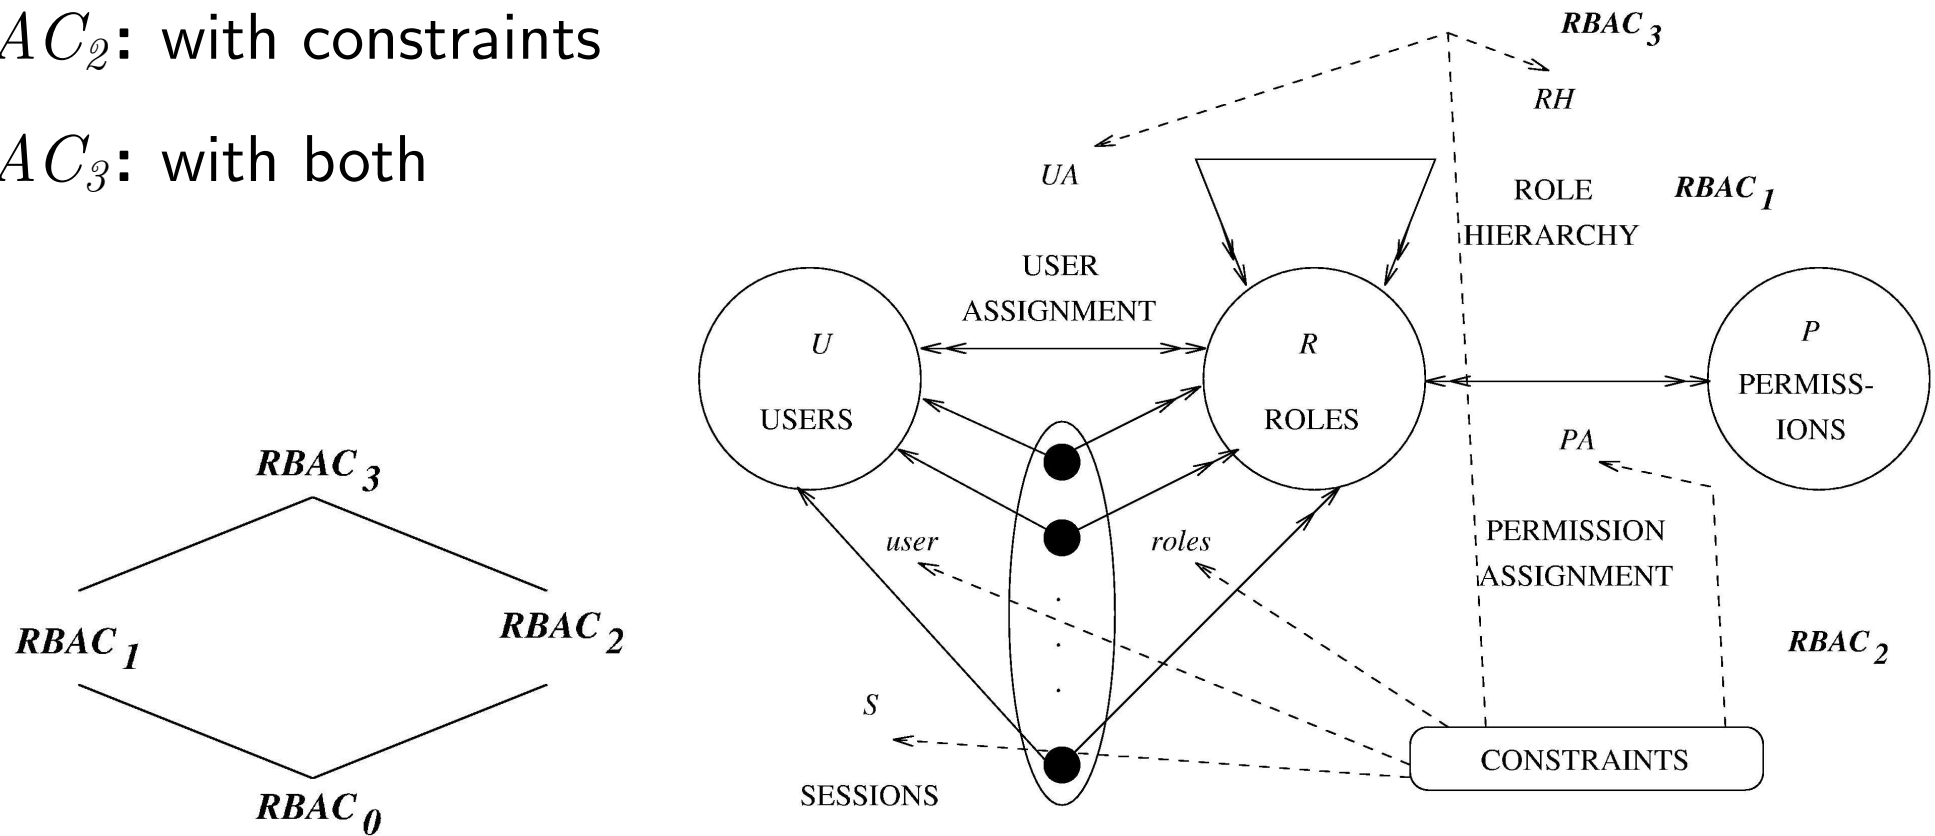 AC₂: with constraints
AC₃: with both
RBAC₃
RH
UA
ROLE
HIERARCHY
RBAC₁
USER
ASSIGNMENT
U
USERS
R
ROLES
P
PERMISS-
IONS
PA
PERMISSION
ASSIGNMENT
user
roles
.
.
.
S
SESSIONS
CONSTRAINTS
RBAC₂
RBAC₃
RBAC₁
RBAC₂
RBAC₀